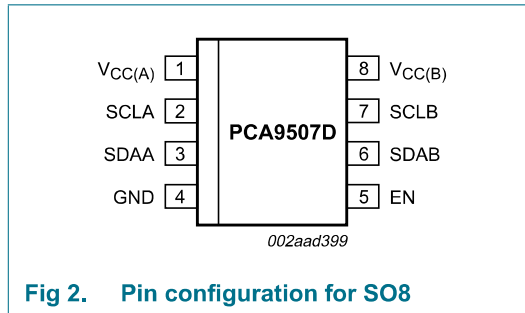 VCC(A) 1 8 VCC(B)
SCLA 2 7 SCLB
PCA9507D
SDAA 3 6 SDAB
GND 4 5 EN
002aad399
Fig 2. Pin configuration for SO8